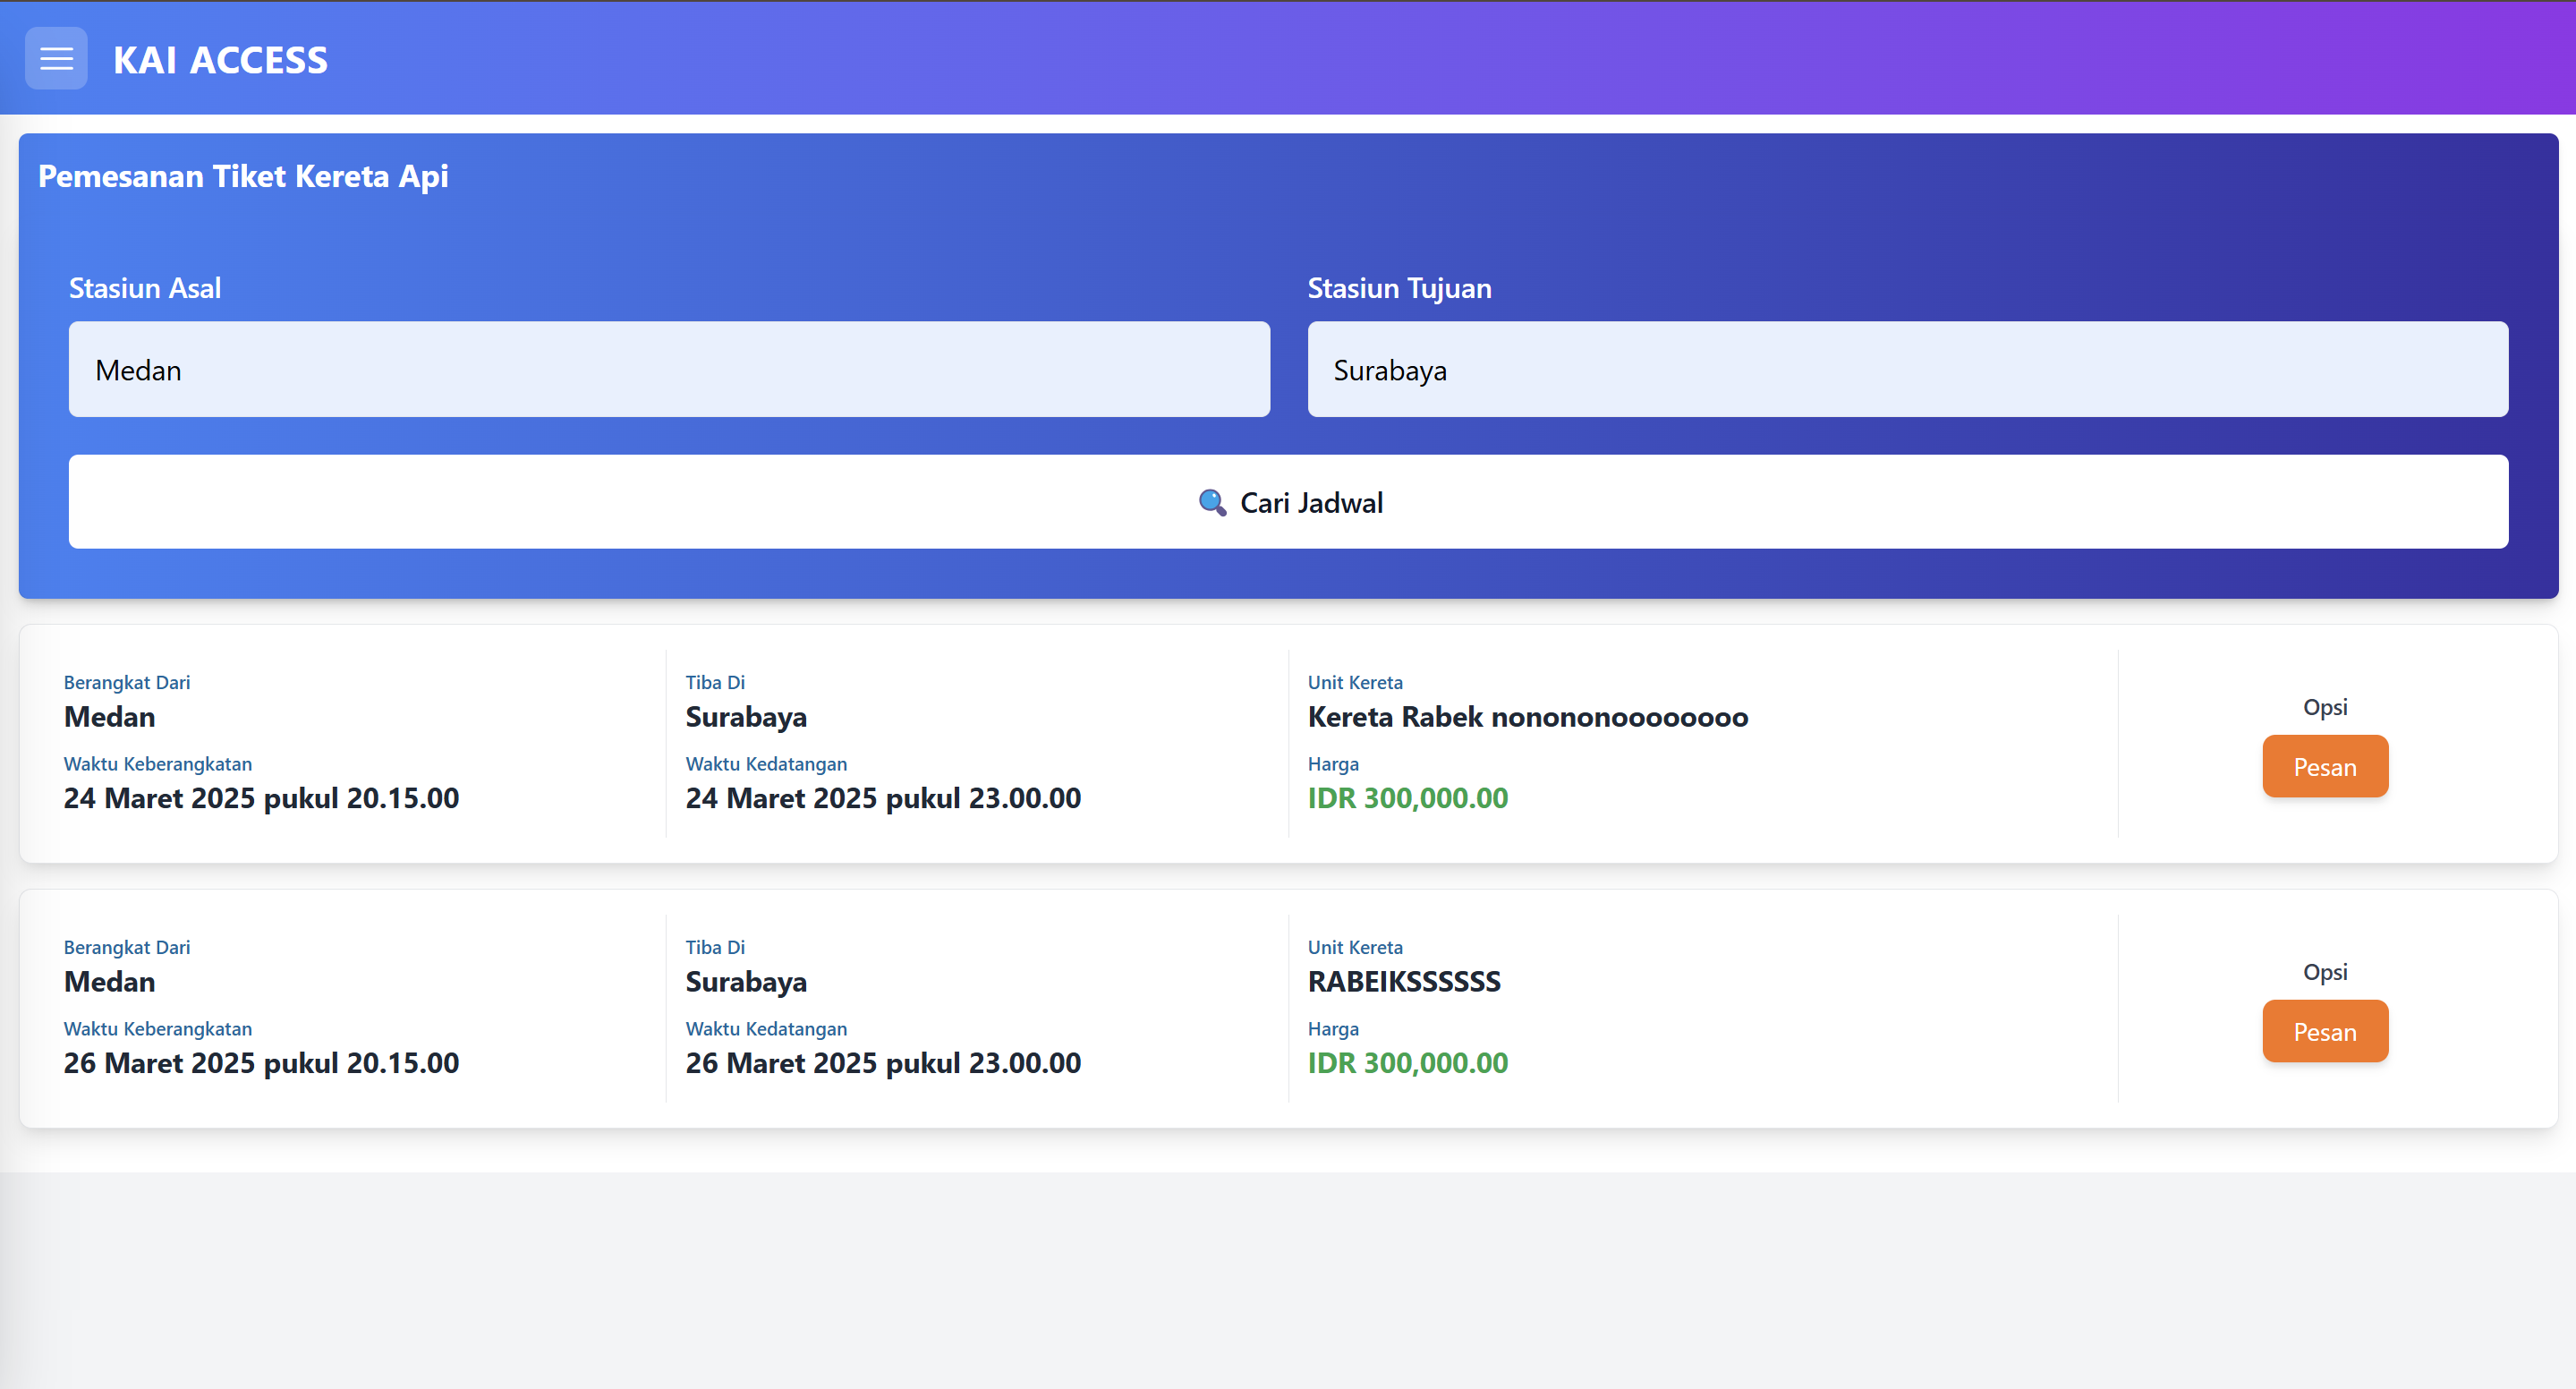 KAI ACCESS
Pemesanan Tiket Kereta Api
Stasiun Asal
Stasiun Tujuan
Medan
Surabaya
Cari Jadwal
Berangkat Dari
Medan
Waktu Keberangkatan
24 Maret 2025 pukul 20.15.00
Tiba Di
Surabaya
Waktu Kedatangan
24 Maret 2025 pukul 23.00.00
Unit Kereta
Kereta Rabek nonononoooooooo
Harga
IDR 300,000.00
Opsi
Pesan
Berangkat Dari
Medan
Waktu Keberangkatan
26 Maret 2025 pukul 20.15.00
Tiba Di
Surabaya
Waktu Kedatangan
26 Maret 2025 pukul 23.00.00
Unit Kereta
RABEIKSSSSSS
Harga
IDR 300,000.00
Opsi
Pesan